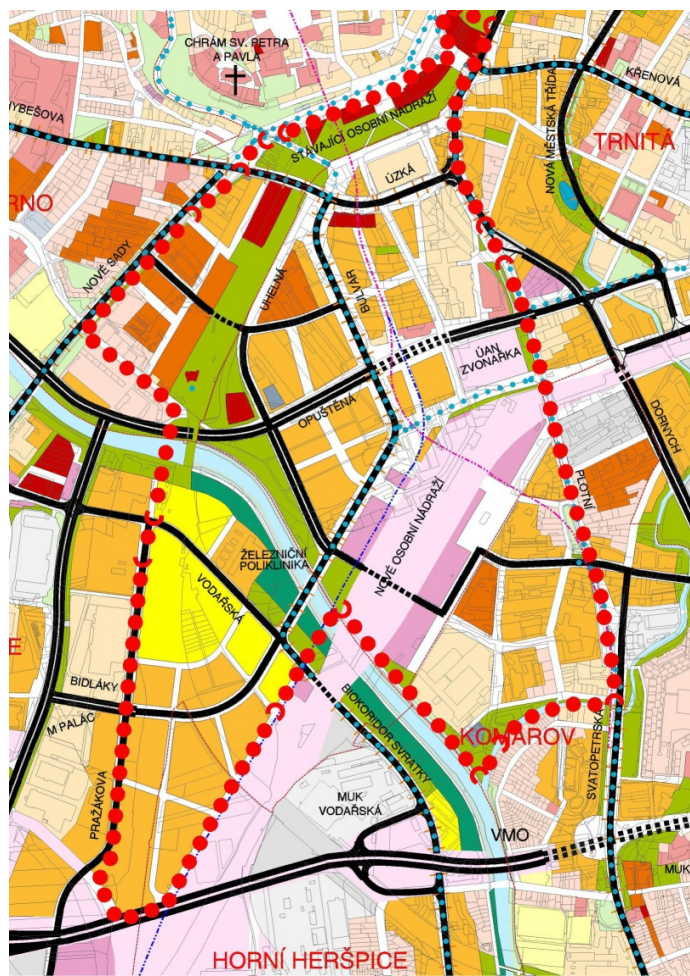 CHRÁM SV. PETRA
A PAVLA
KŘENOVÁ
HYBEŠOVA
STÁVAJÍCÍ OSOBNÍ NÁDRAŽÍ
TRNITÁ
NOVÁ MĚSTSKÁ TŘÍDA
ÚZKÁ
RNO
NOVÉ SADY
UHELNÁ
BULVÁR
ÚAN
ZVONAŘKA
OPUŠTĚNÁ
DORNYCH
PLOTNÍ
NOVÉ OSOBNÍ NÁDRAŽÍ
ŽELEZNIČNÍ
POLIKLINIKA
VODAŘSKÁ
E
BIDLÁKY
M PALÁC
BIOKORIDOR SVRATKY
KOMÁROV
SVATOPETRSKÁ
PRAŽÁKOVA
MUK
VODAŘSKÁ
VMO
MUK
HORNÍ HERŠPICE